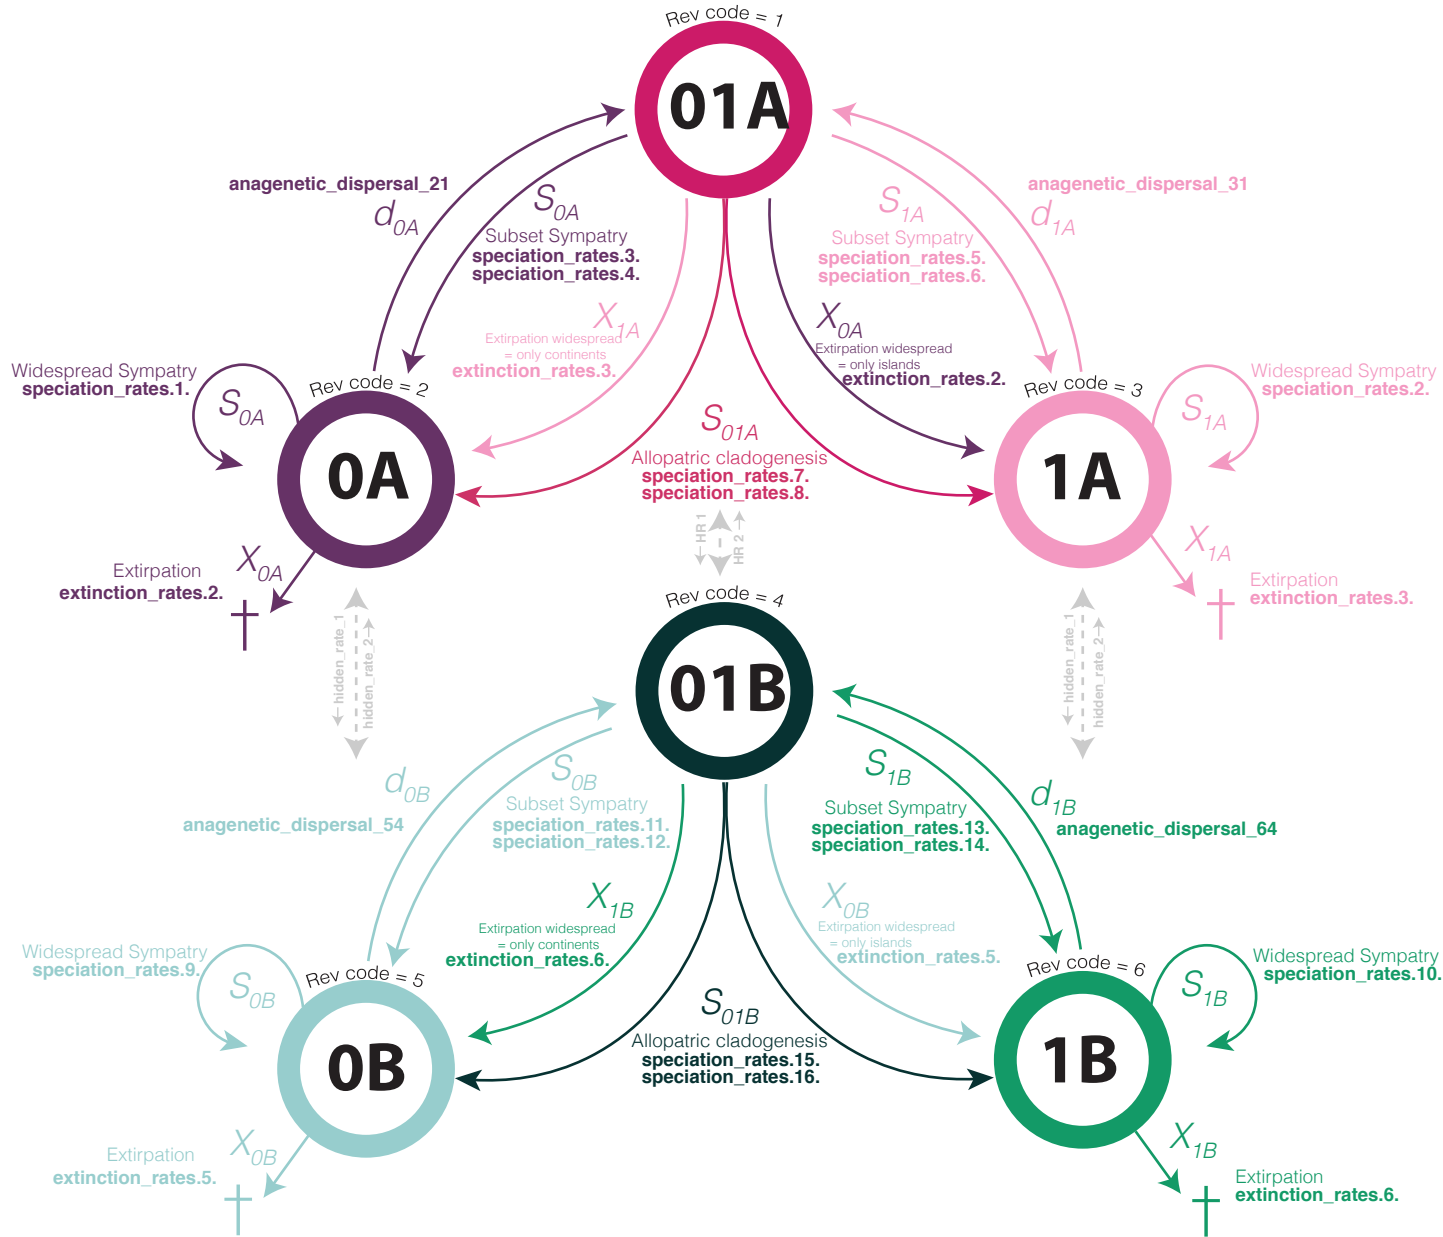 Rev code = 1
01A
anagenetic_dispersal_21
d0A
S0A
Subset Sympatry
speciation_rates.3.
speciation_rates.4.
S1A
Subset Sympatry
speciation_rates.5.
speciation_rates.6.
anagenetic_dispersal_31
d1A
X1A
Extirpation widespread
= only continents
extinction_rates.3.
X0A
Extirpation widespread
= only islands
extinction_rates.2.
Widespread Sympatry
speciation_rates.1.
S0A
Rev code = 2
0A
S01A
Allopatric cladogenesis
speciation_rates.7.
speciation_rates.8.
Rev code = 3
1A
Widespread Sympatry
speciation_rates.2.
S1A
X0A
Extirpation
extinction_rates.2.
X1A
Extirpation
extinction_rates.3.
HR 1
HR 2
hidden_rate_1
hidden_rate_2
hidden_rate_1
hidden_rate_2
Rev code = 4
01B
d0B
anagenetic_dispersal_54
S0B
Subset Sympatry
speciation_rates.11.
speciation_rates.12.
S1B
Subset Sympatry
speciation_rates.13.
speciation_rates.14.
d1B
anagenetic_dispersal_64
X1B
Extirpation widespread
= only continents
extinction_rates.6.
X0B
Extirpation widespread
= only islands
extinction_rates.5.
Widespread Sympatry
speciation_rates.9.
S0B
Rev code = 5
0B
S01B
Allopatric cladogenesis
speciation_rates.15.
speciation_rates.16.
Rev code = 6
1B
Widespread Sympatry
speciation_rates.10.
S1B
X0B
Extirpation
extinction_rates.5.
X1B
Extirpation
extinction_rates.6.